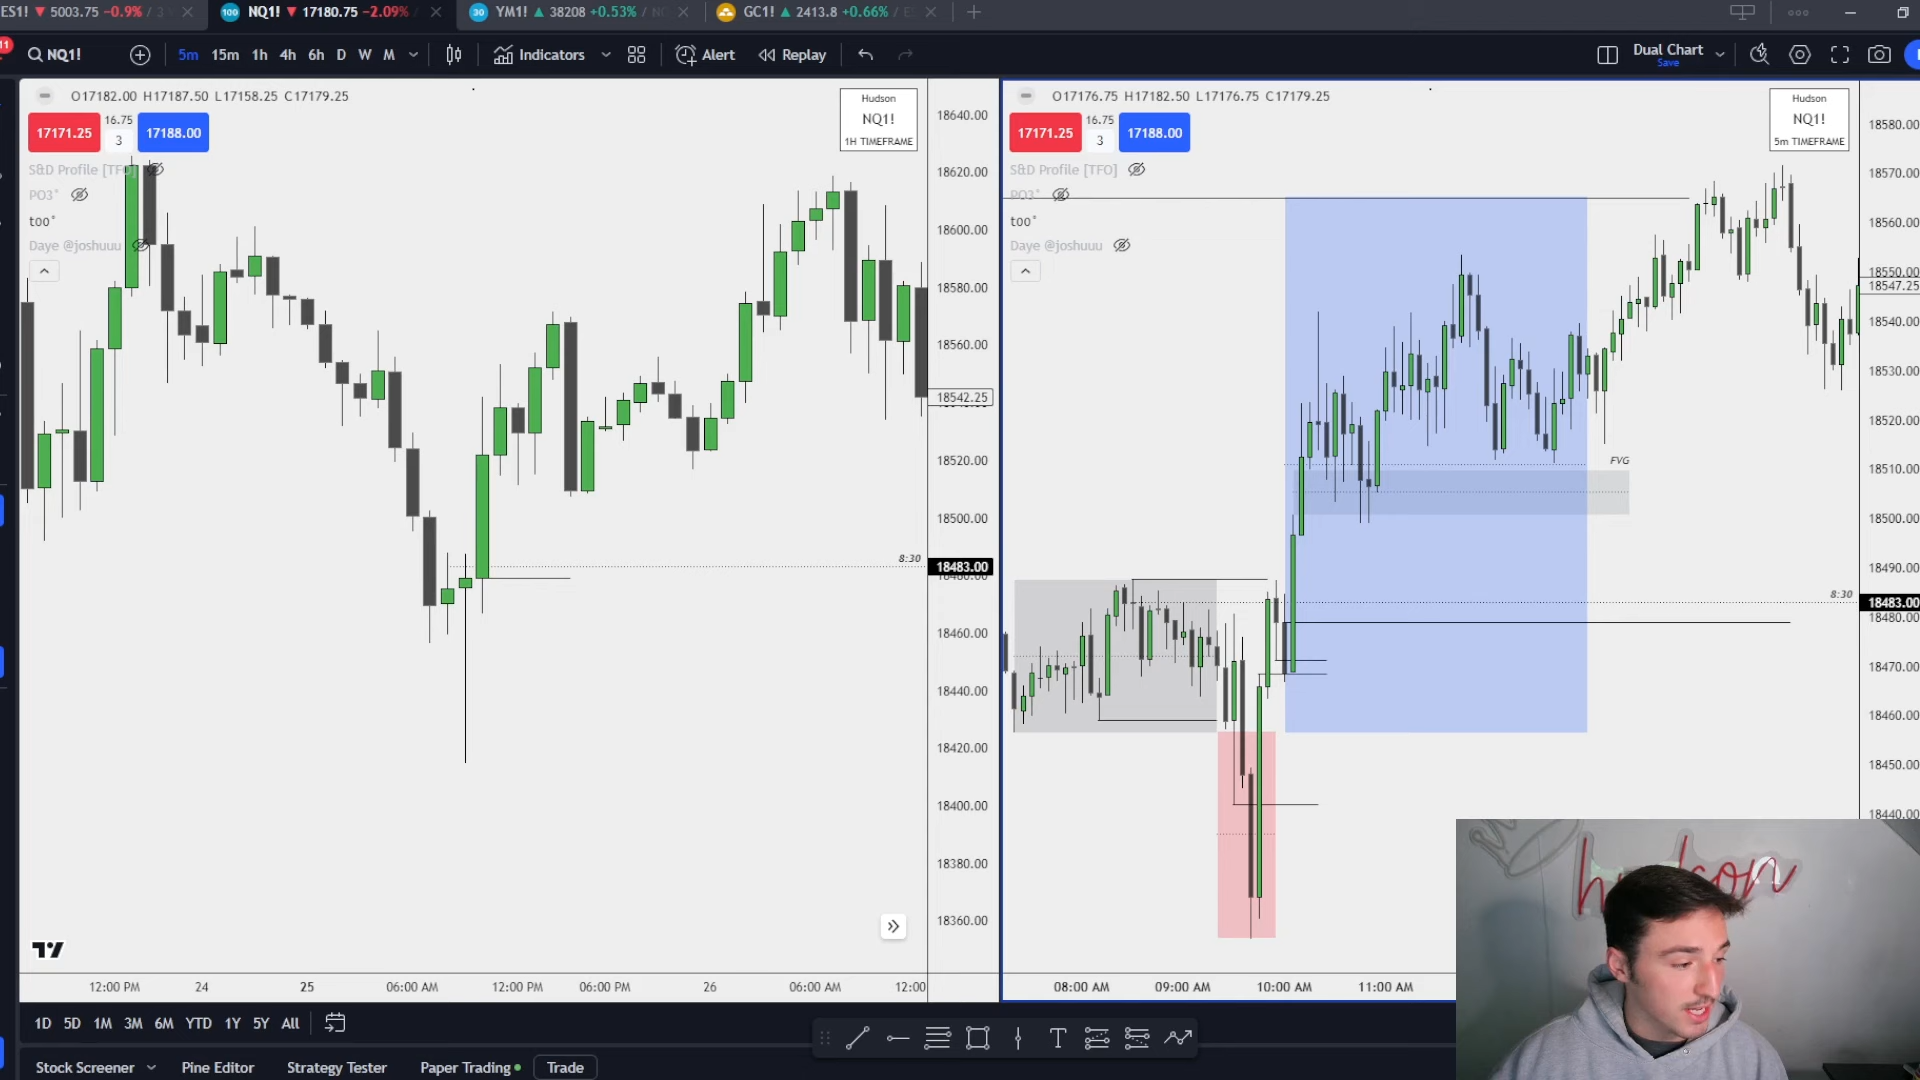 ES1! ▼ 5003.75 −0.9% / 3
NQ1! ▼ 17180.75 −2.09% /
YM1! ▲ 38208 +0.53% /
GC1! ▲ 2413.8 +0.66% /
11
NQ1!
5m 15m 1h 4h 6h D W M
Indicators
Alert
Replay
Dual Chart
Save
O17182.00 H17187.50 L17158.25 C17179.25
17171.25
16.75
3
17188.00
S&D Profile [TFO]
PO3*
too*
Daye @joshuuu
Hudson
NQ1!
1H TIMEFRAME
18640.00
18620.00
18600.00
18580.00
18560.00
18542.25
18520.00
18500.00
8:30
18483.00
18460.00
18440.00
18420.00
18400.00
18380.00
18360.00
12:00 PM 24 25 06:00 AM 12:00 PM 06:00 PM 26 06:00 AM 12:00
O17176.75 H17182.50 L17176.75 C17179.25
17171.25
16.75
3
17188.00
S&D Profile [TFO]
PO3*
too*
Daye @joshuuu
Hudson
NQ1!
5m TIMEFRAME
18580.00
18570.00
18560.00
18550.00
18547.25
18540.00
18530.00
18520.00
FVG
18510.00
18500.00
18490.00
8:30
18483.00
18480.00
18470.00
18460.00
18450.00
18440.00
08:00 AM 09:00 AM 10:00 AM 11:00 AM
hudson
1D 5D 1M 3M 6M YTD 1Y 5Y All
Stock Screener Pine Editor Strategy Tester Paper Trading Trade